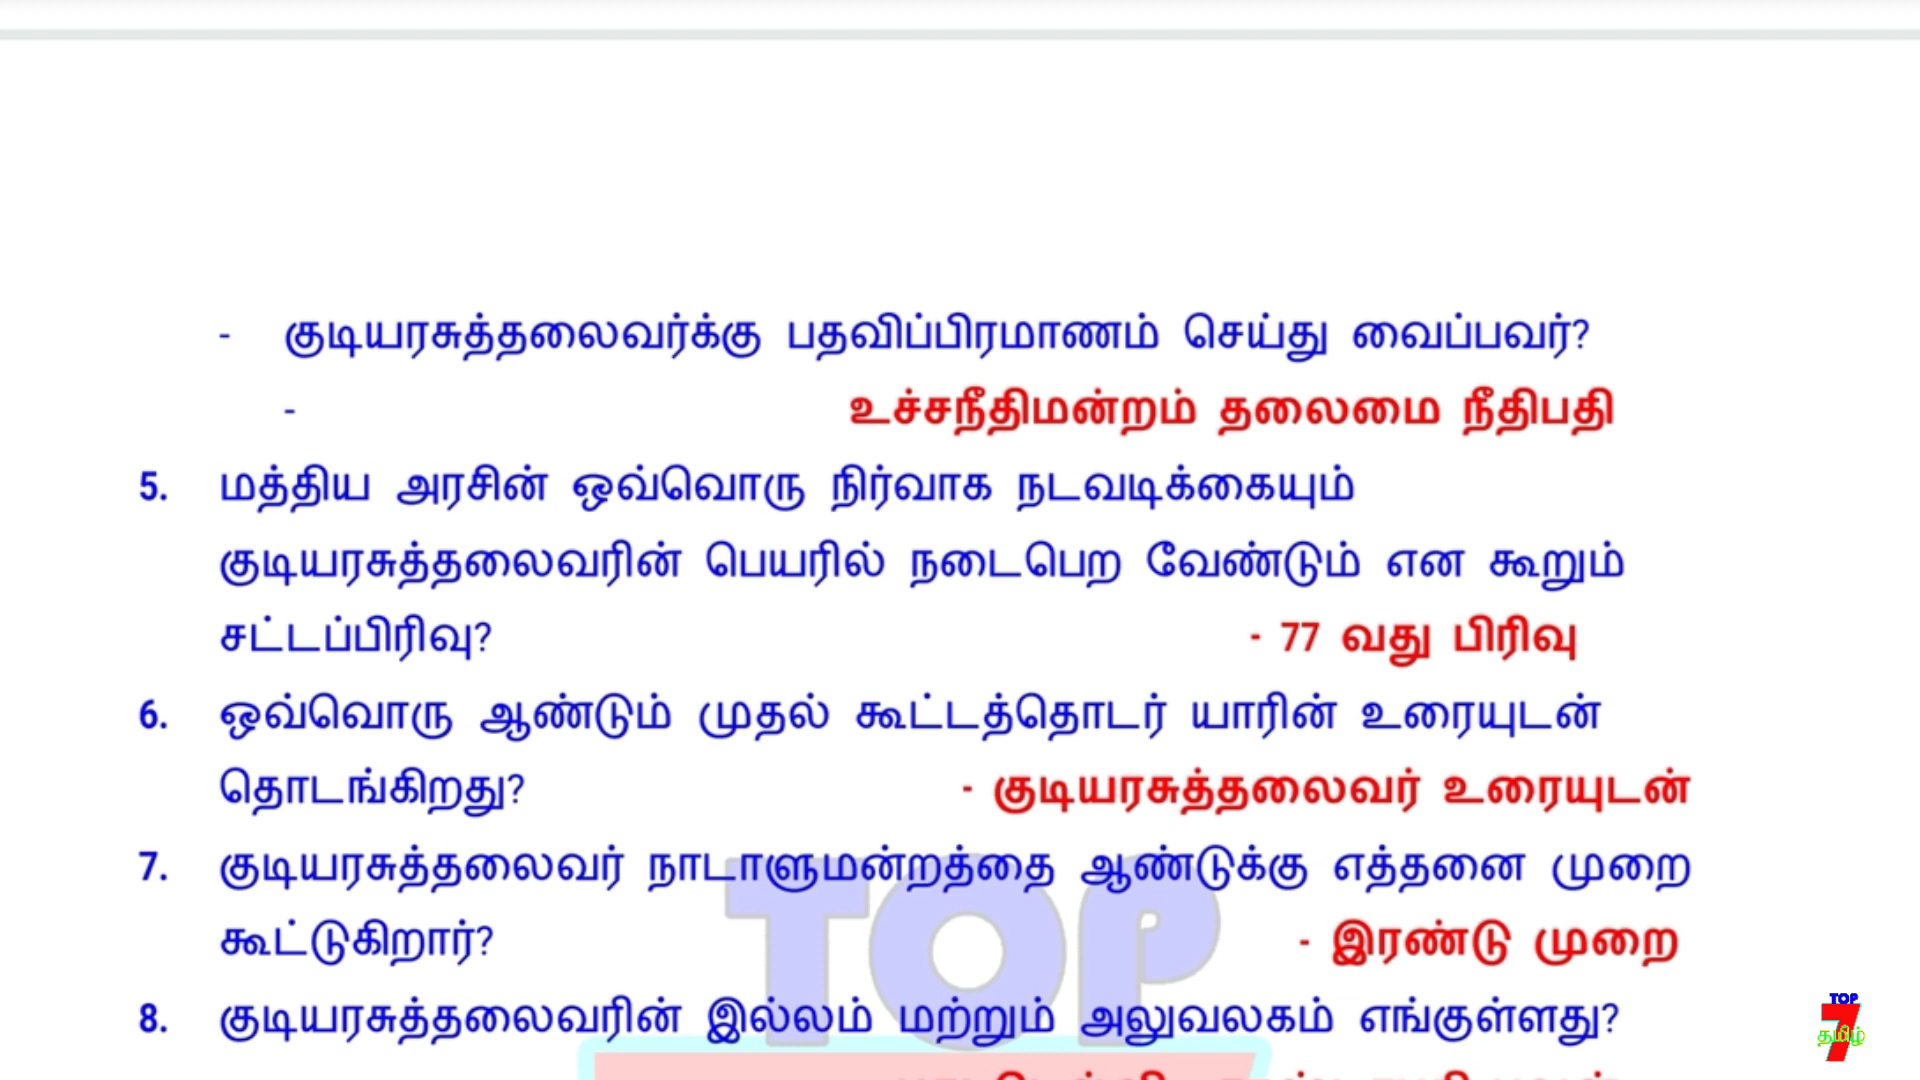 - குடியரசுத்தலைவர்க்கு பதவிப்பிரமாணம் செய்து வைப்பவர்?
- உச்சநீதிமன்றம் தலைமை நீதிபதி
5. மத்திய அரசின் ஒவ்வொரு நிர்வாக நடவடிக்கையும்
குடியரசுத்தலைவரின் பெயரில் நடைபெற வேண்டும் என கூறும்
சட்டப்பிரிவு? - 77 வது பிரிவு
6. ஒவ்வொரு ஆண்டும் முதல் கூட்டத்தொடர் யாரின் உரையுடன்
தொடங்கிறது? - குடியரசுத்தலைவர் உரையுடன்
7. குடியரசுத்தலைவர் நாடாளுமன்றத்தை ஆண்டுக்கு எத்தனை முறை
கூட்டுகிறார்? - இரண்டு முறை
8. குடியரசுத்தலைவரின் இல்லம் மற்றும் அலுவலகம் எங்குள்ளது?
TOP
TOP
7
தமிழ்